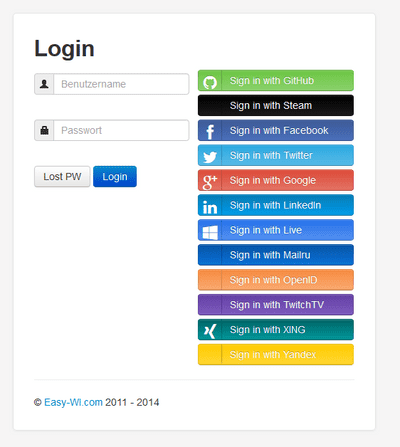 Login
Benutzername
Passwort
Lost PW
Login
Sign in with GitHub
Sign in with Steam
Sign in with Facebook
Sign in with Twitter
Sign in with Google
Sign in with LinkedIn
Sign in with Live
Sign in with Mailru
Sign in with OpenID
Sign in with TwitchTV
Sign in with XING
Sign in with Yandex
© Easy-Wi.com 2011 - 2014